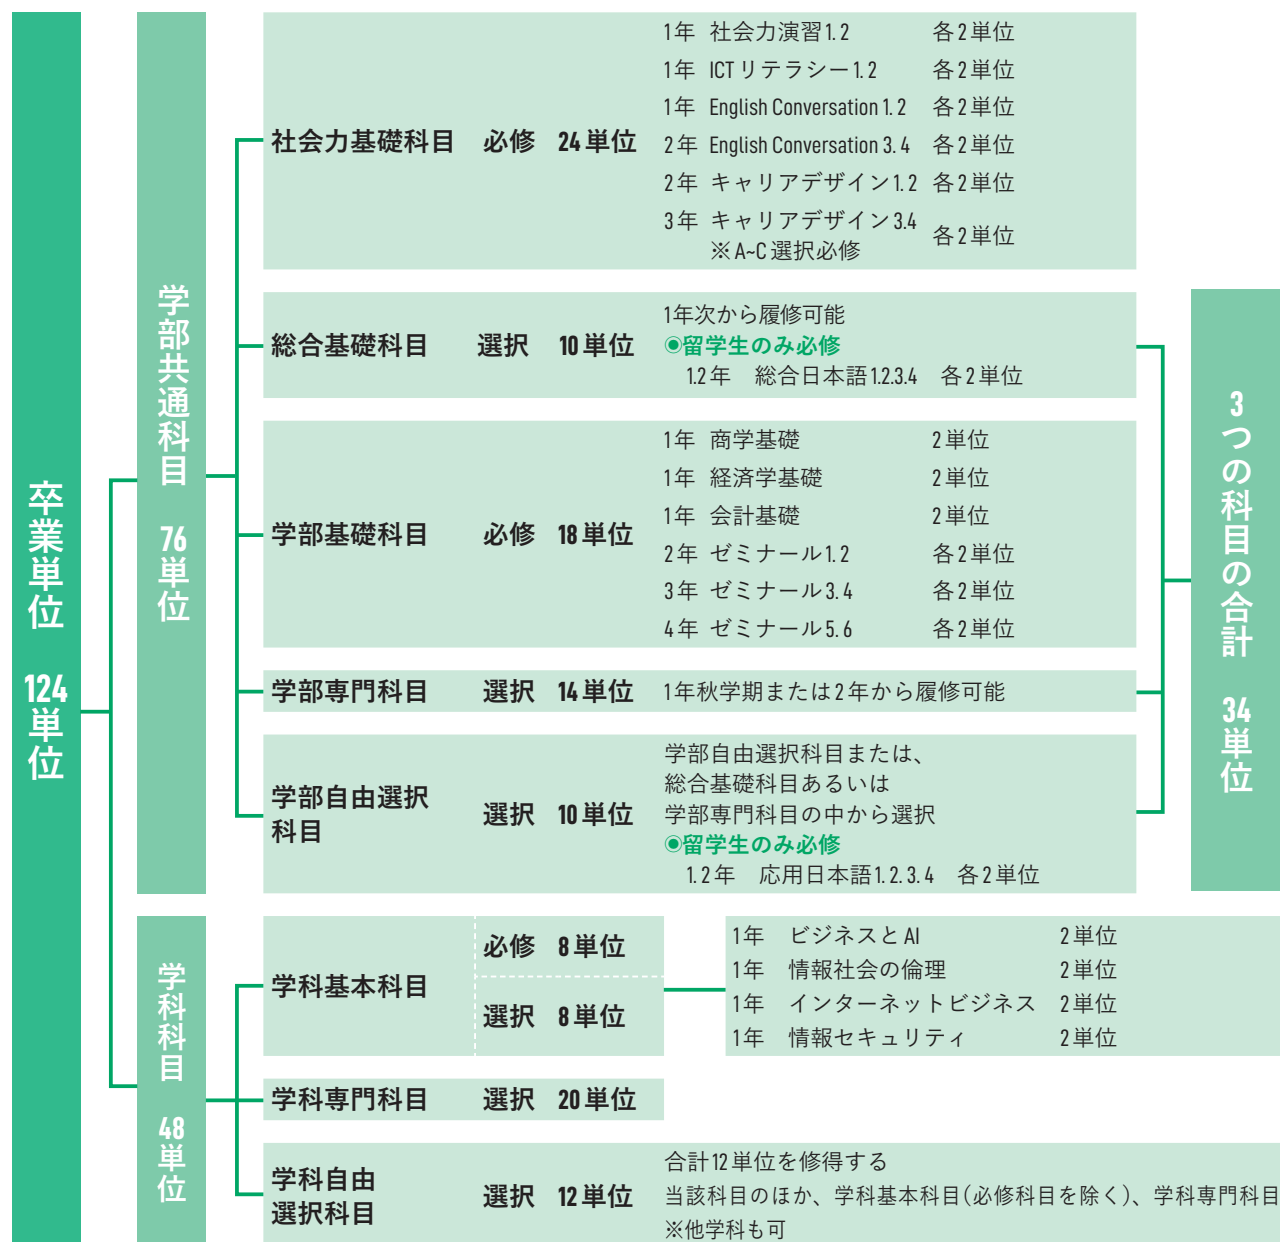 卒業単位 124単位
学部共通科目 76単位
社会力基礎科目 必修 24単位
1年 社会力演習1.2 各2単位
1年 ICTリテラシー1.2 各2単位
1年 English Conversation 1. 2 各2単位
2年 English Conversation 3. 4 各2単位
2年 キャリアデザイン1.2 各2単位
3年 キャリアデザイン3.4 各2単位
※A~C選択必修
総合基礎科目 選択 10単位
1年次から履修可能
◉留学生のみ必修
1.2年 総合日本語1.2.3.4 各2単位
学部基礎科目 必修 18単位
1年 商学基礎 2単位
1年 経済学基礎 2単位
1年 会計基礎 2単位
2年 ゼミナール1. 2 各2単位
3年 ゼミナール3. 4 各2単位
4年 ゼミナール5. 6 各2単位
学部専門科目 選択 14単位
1年秋学期または2年から履修可能
学部自由選択
科目
選択 10単位
学部自由選択科目または、
総合基礎科目あるいは
学部専門科目の中から選択
◉留学生のみ必修
1. 2年 応用日本語1. 2. 3. 4 各2単位
3つの科目の合計 34単位
学科科目 48単位
学科基本科目
必修 8単位
選択 8単位
1年 ビジネスとAI 2単位
1年 情報社会の倫理 2単位
1年 インターネットビジネス 2単位
1年 情報セキュリティ 2単位
学科専門科目 選択 20単位
学科自由
選択科目
選択 12単位
合計12単位を修得する
当該科目のほか、学科基本科目(必修科目を除く)、学科専門科目
※他学科も可